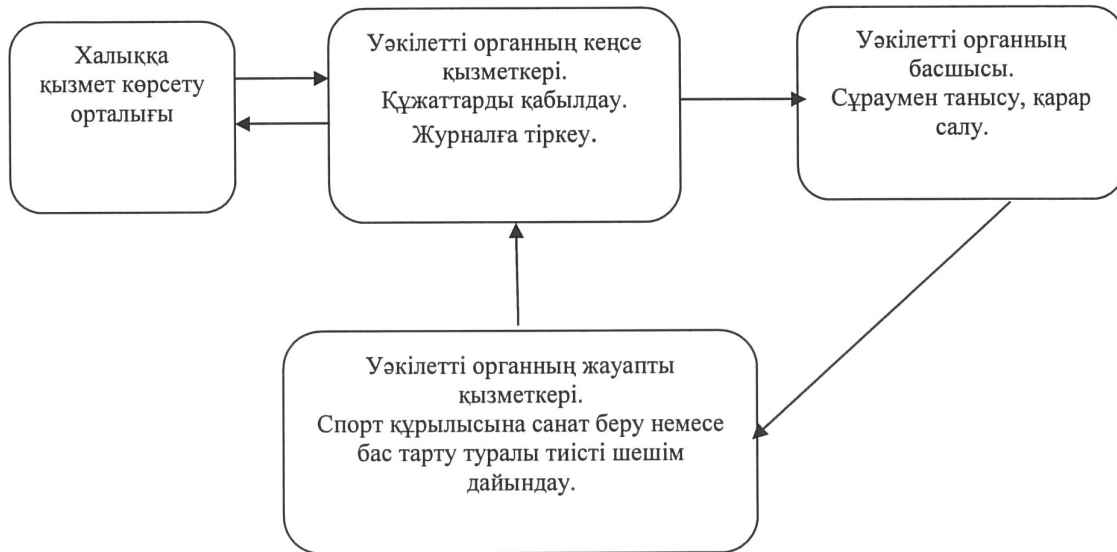 Халыққа
қызмет көрсету
орталығы
Уәкілетті органның кеңсе
қызметкері.
Құжаттарды қабылдау.
Журналға тіркеу.
Уәкілетті органның
басшысы.
Сұраумен танысу, қарар
салу.
Уәкілетті органның жауапты
қызметкері.
Спорт құрылысына санат беру немесе
бас тарту туралы тиісті шешім
дайындау.